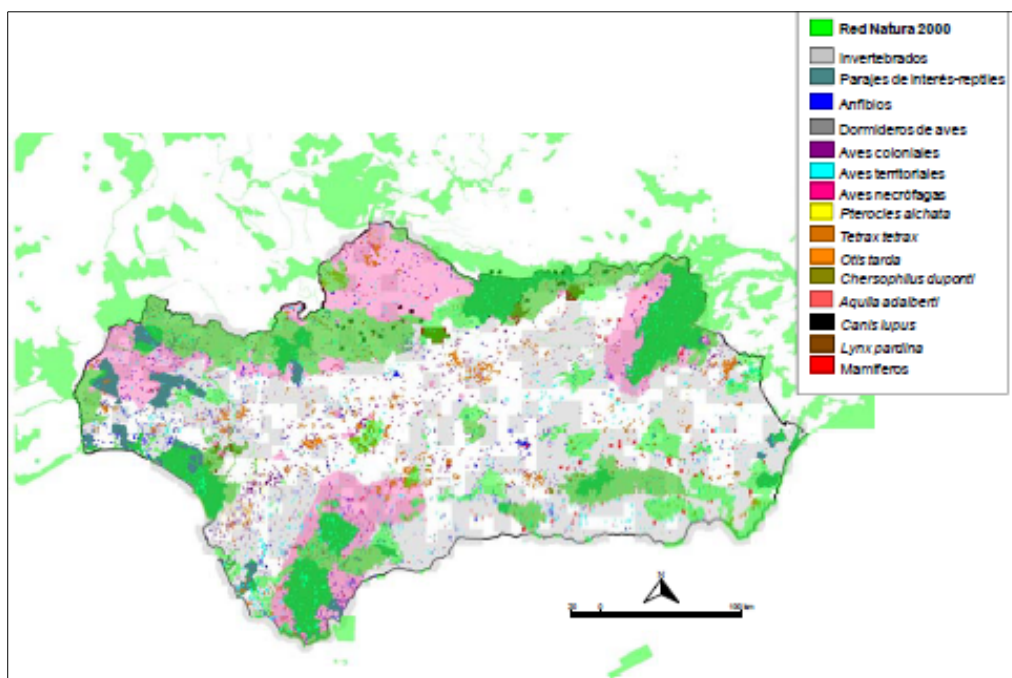 Red Natura 2000
Invertebrados
Parajes de Interés-reptiles
Anfibios
Dormideros de aves
Aves coloniales
Aves territoriales
Aves necrófagas
Pterocles alchata
Tetrax tetrax
Otis tarda
Chersophilus duponti
Aquila adalberti
Canis lupus
Lynx pardina
Mamíferos
N
20 0 100 km